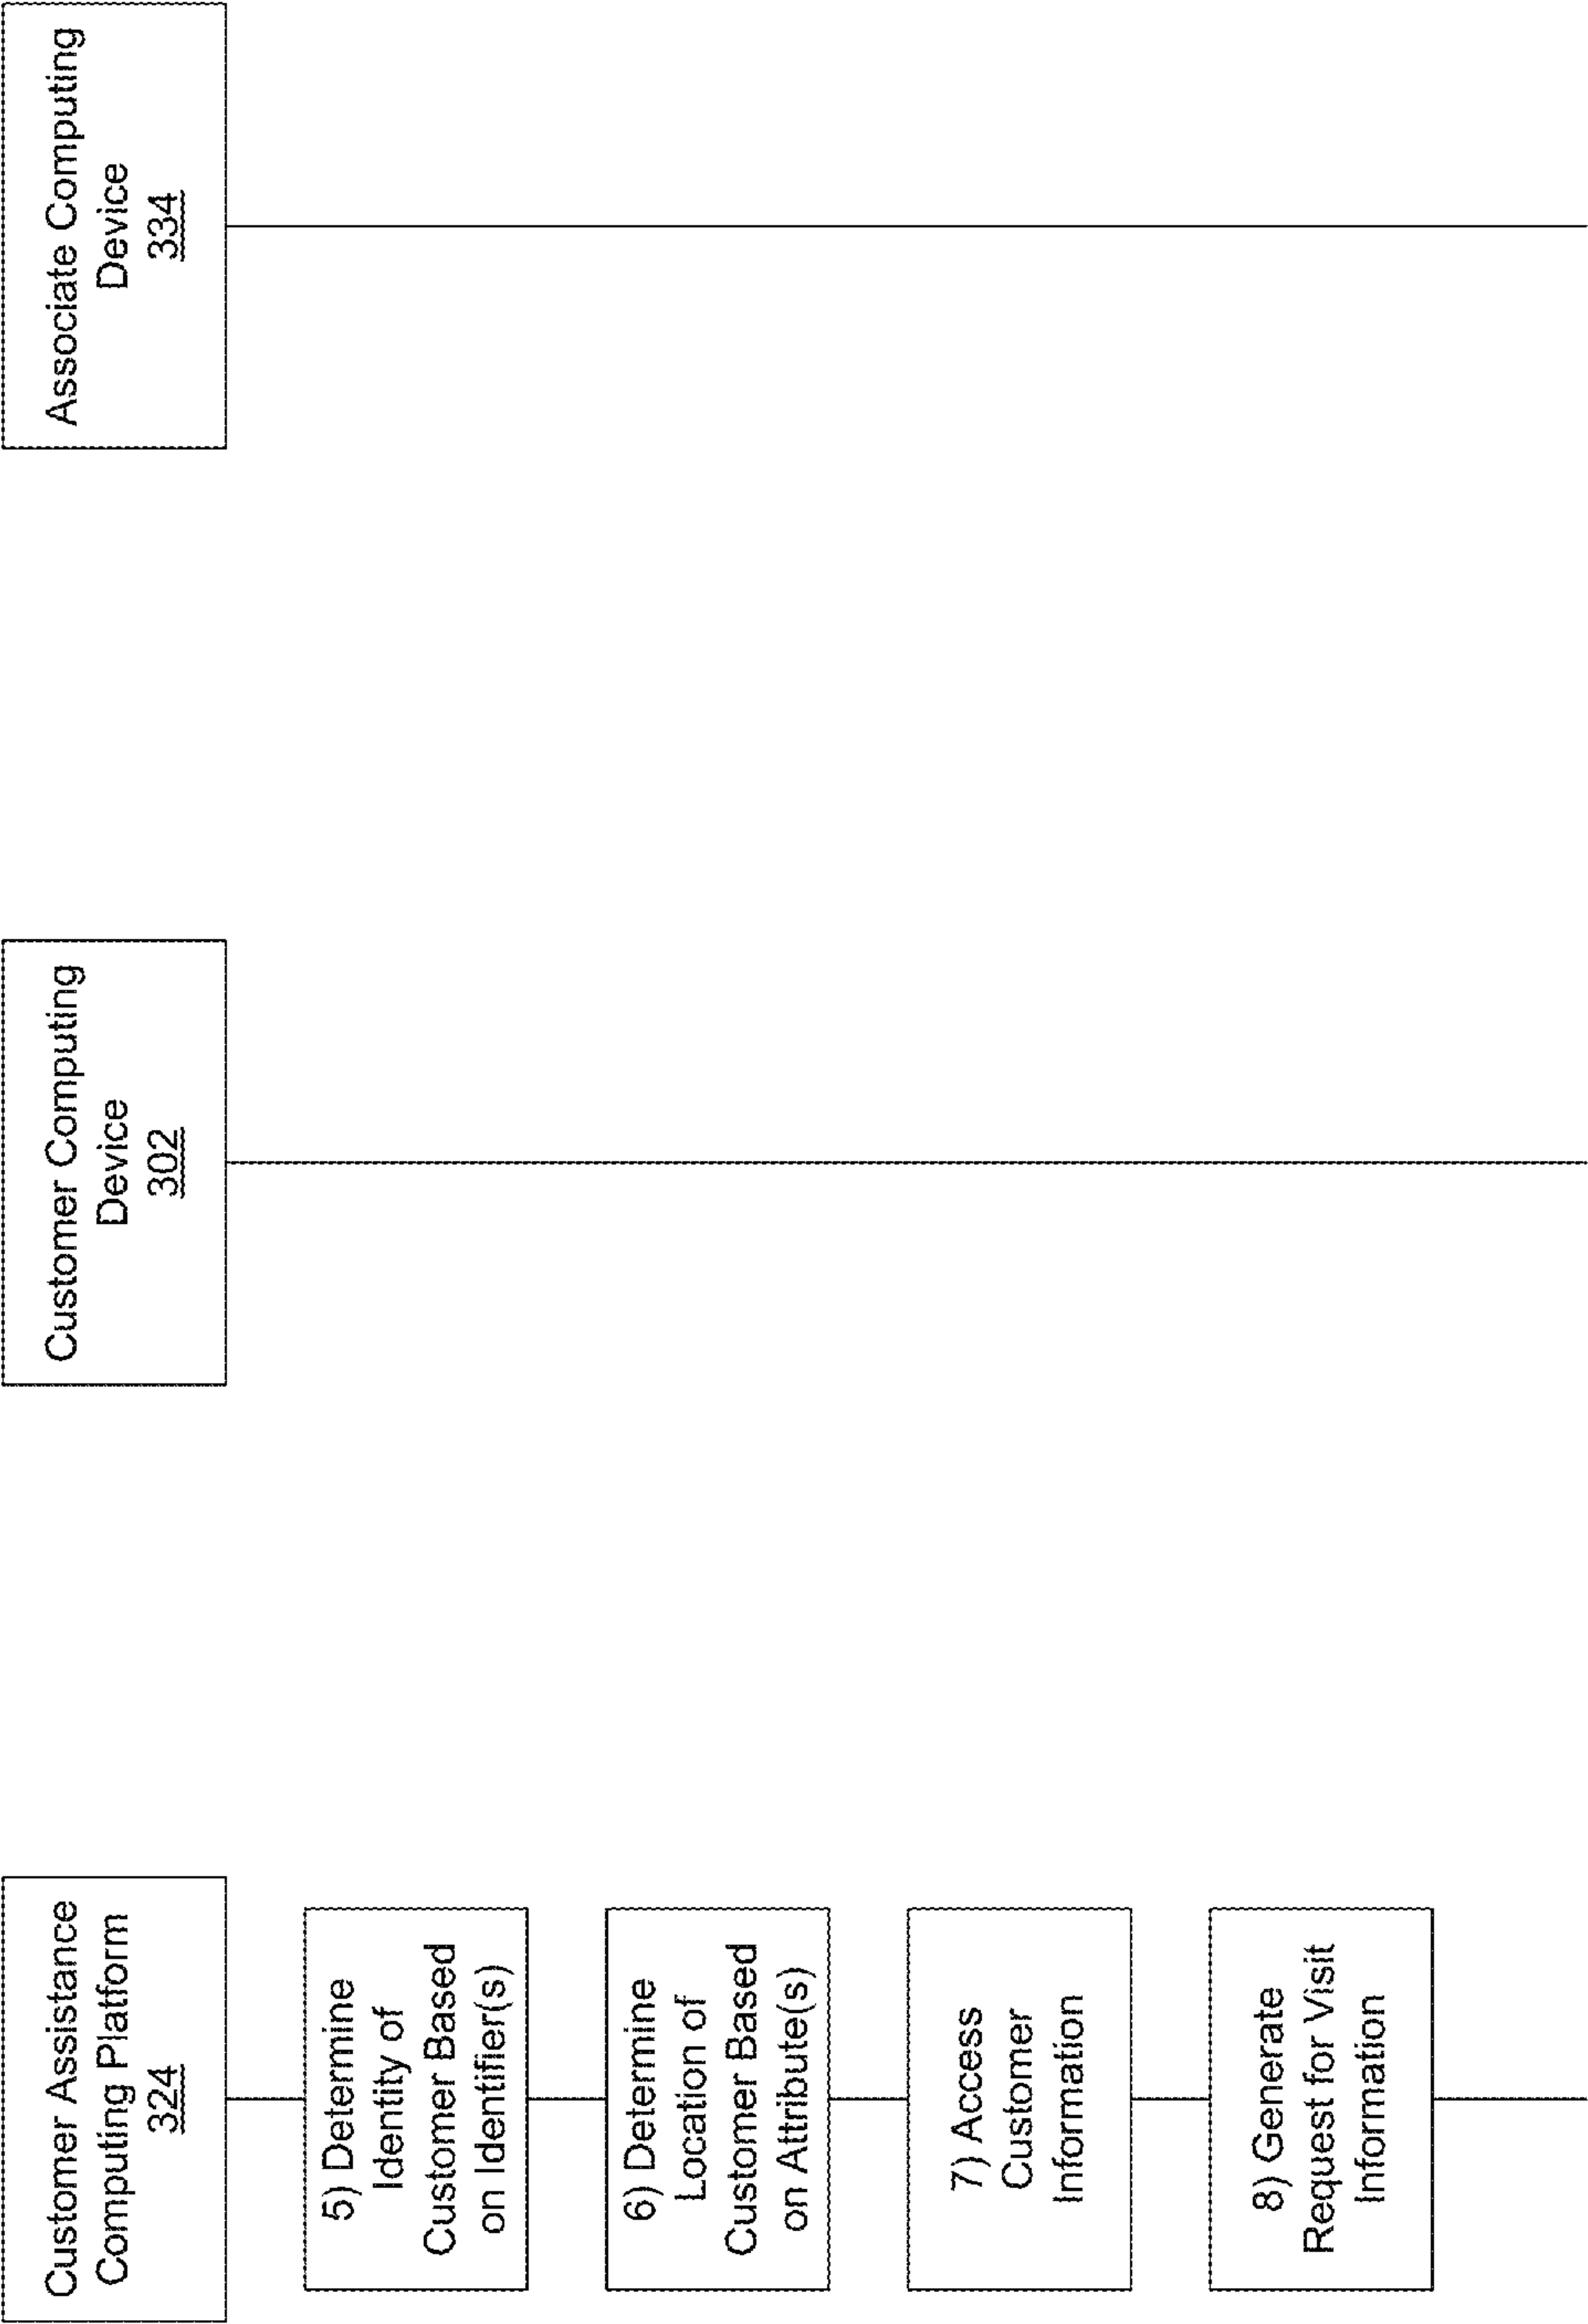 Customer Assistance
Computing Platform
324
Customer Computing
Device
302
Associate Computing
Device
334
5) Determine
Identity of
Customer Based
on Identifier(s)
6) Determine
Location of
Customer Based
on Attribute(s)
7) Access
Customer
Information
8) Generate
Request for Visit
Information